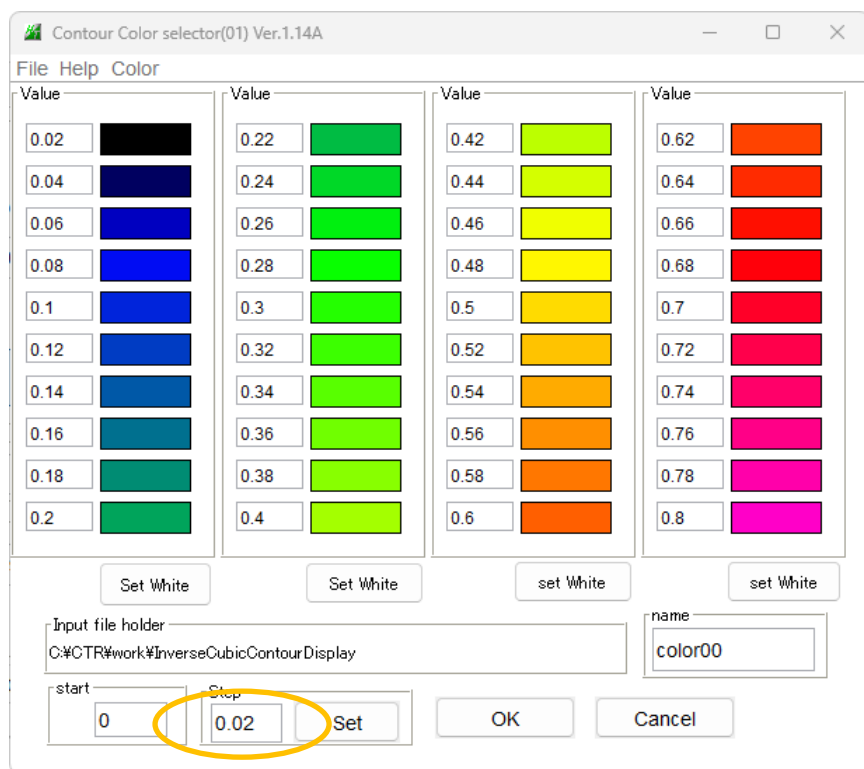 Contour Color selector(01) Ver.1.14A
File Help Color
Value Value Value Value
0.02 0.22 0.42 0.62
0.04 0.24 0.44 0.64
0.06 0.26 0.46 0.66
0.08 0.28 0.48 0.68
0.1 0.3 0.5 0.7
0.12 0.32 0.52 0.72
0.14 0.34 0.54 0.74
0.16 0.36 0.56 0.76
0.18 0.38 0.58 0.78
0.2 0.4 0.6 0.8
Set White Set White set White set White
Input file holder name
C:¥CTR¥work¥InverseCubicContourDisplay color00
start Step
0 0.02 Set OK Cancel